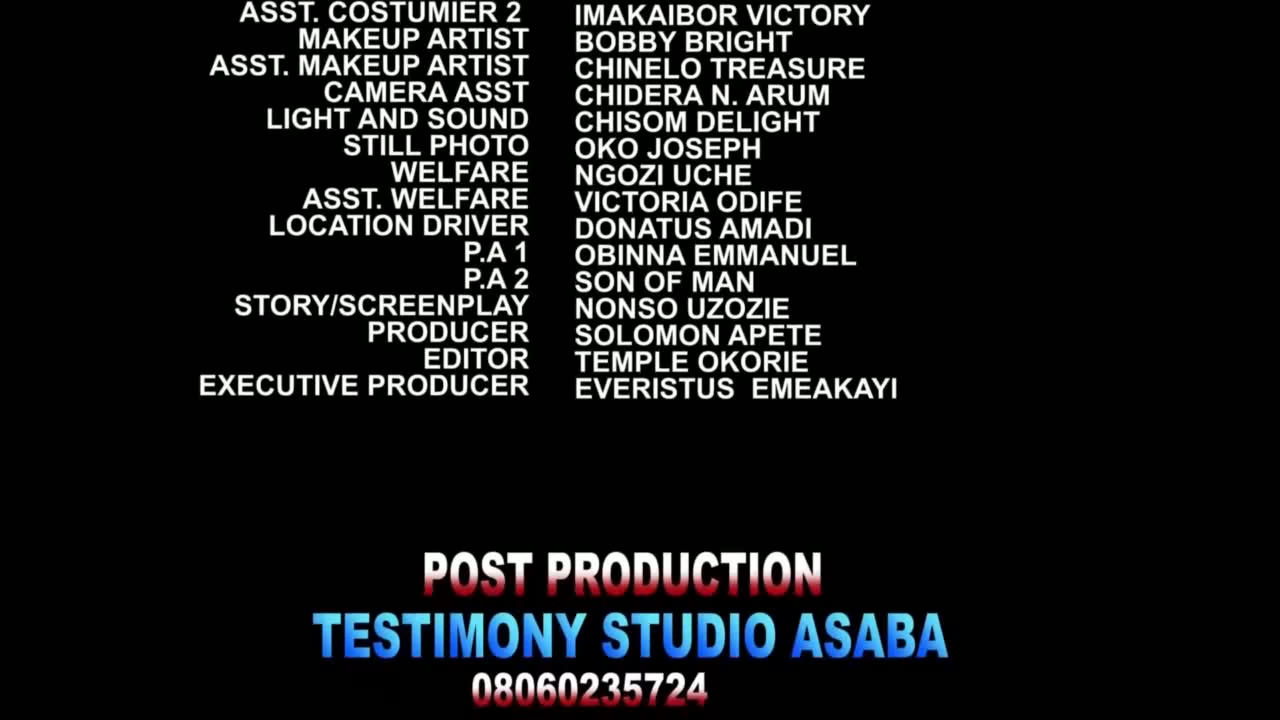 ASST. COSTUMIER 2 IMAKAIBOR VICTORY
MAKEUP ARTIST BOBBY BRIGHT
ASST. MAKEUP ARTIST CHINELO TREASURE
CAMERA ASST CHIDERA N. ARUM
LIGHT AND SOUND CHISOM DELIGHT
STILL PHOTO OKO JOSEPH
WELFARE NGOZI UCHE
ASST. WELFARE VICTORIA ODIFE
LOCATION DRIVER DONATUS AMADI
P.A 1 OBINNA EMMANUEL
P.A 2 SON OF MAN
STORY/SCREENPLAY NONSO UZOZIE
PRODUCER SOLOMON APETE
EDITOR TEMPLE OKORIE
EXECUTIVE PRODUCER EVERISTUS EMEAKAYI
POST PRODUCTION
TESTIMONY STUDIO ASABA
08060235724